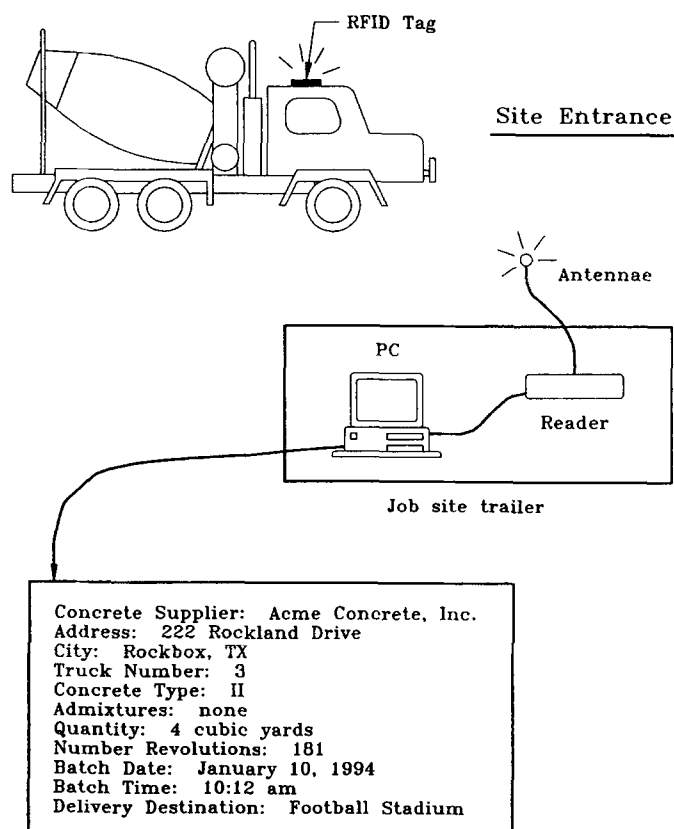 RFID Tag
Site Entrance
Antennae
PC
Reader
Job site trailer
Concrete Supplier: Acme Concrete, Inc.
Address: 222 Rockland Drive
City: Rockbox, TX
Truck Number: 3
Concrete Type: II
Admixtures: none
Quantity: 4 cubic yards
Number Revolutions: 181
Batch Date: January 10, 1994
Batch Time: 10:12 am
Delivery Destination: Football Stadium